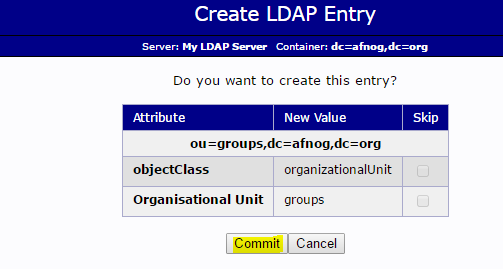 Create LDAP Entry
Server: My LDAP Server Container: dc=afnog,dc=org
Do you want to create this entry?
Attribute New Value Skip
ou=groups,dc=afnog,dc=org
objectClass organizationalUnit
Organisational Unit groups
Commit Cancel